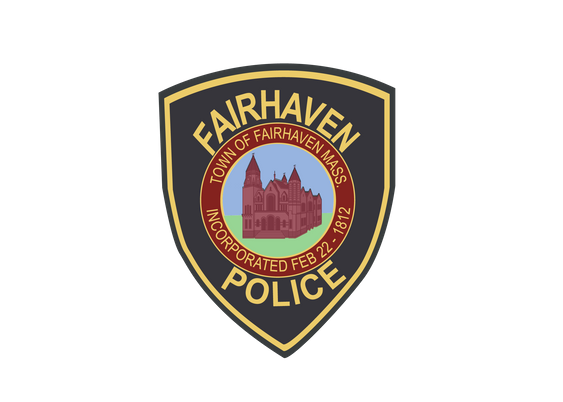 FAIRHAVEN
TOWN OF FAIRHAVEN MASS.
INCORPORATED FEB 22 - 1812
POLICE